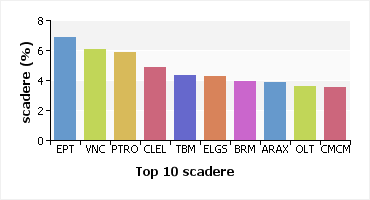 8
6
4
2
0
scadere (%)
EPT VNC PTRO CLEL TBM ELGS BRM ARAX OLT CMCM
Top 10 scadere